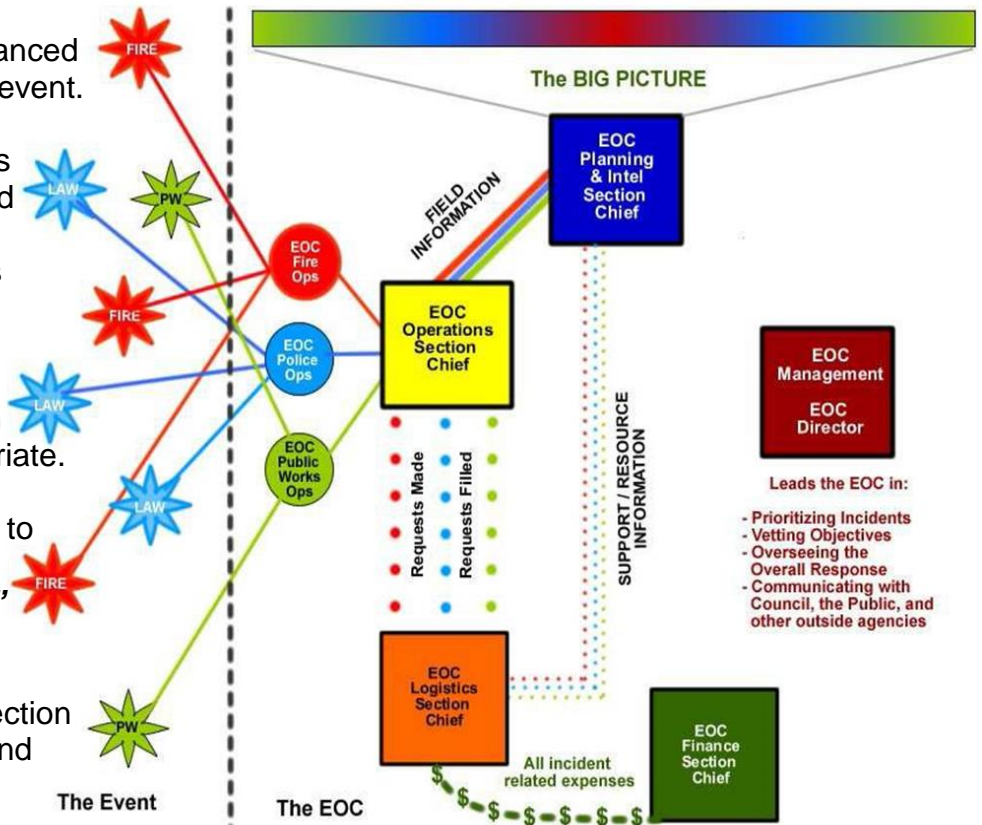 anced
event.
s
d
s
riate.
to
,
ection
nd
FIRE
LAW
PW
FIRE
LAW
LAW
FIRE
PW
The Event
The EOC
EOC
Fire
Ops
EOC
Police
Ops
EOC
Public
Works
Ops
The BIG PICTURE
EOC
Planning
& Intel
Section
Chief
FIELD
INFORMATION
EOC
Operations
Section
Chief
Requests Made
Requests Filled
SUPPORT / RESOURCE
INFORMATION
EOC
Logistics
Section
Chief
All incident
related expenses
$ $ $ $ $ $ $
EOC
Finance
Section
Chief
EOC
Management
EOC
Director
Leads the EOC in:
- Prioritizing Incidents
- Vetting Objectives
- Overseeing the
Overall Response
- Communicating with
Council, the Public, and
other outside agencies